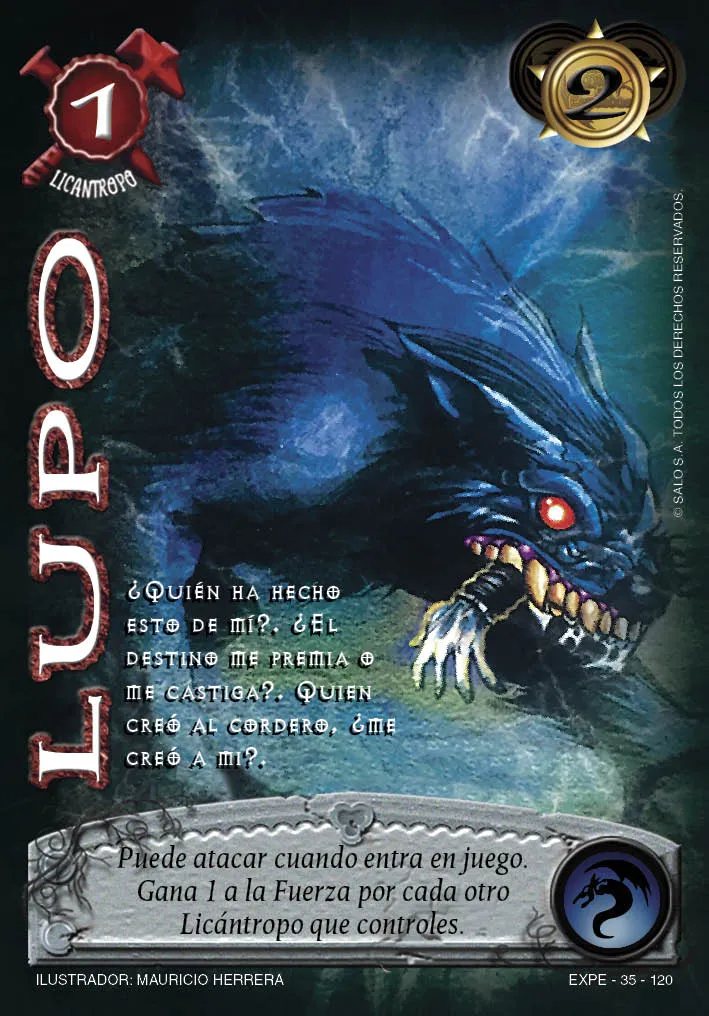 1
LICANTROPO
2
LUPO
© SALO S.A. TODOS LOS DERECHOS RESERVADOS.
¿Quién ha hecho
esto de mí?. ¿El
destino me premia o
me castiga?. Quien
creó al cordero, ¿me
creó a mi?.
Puede atacar cuando entra en juego.
Gana 1 a la Fuerza por cada otro
Licántropo que controles.
ILUSTRADOR: MAURICIO HERRERA
EXPE - 35 - 120